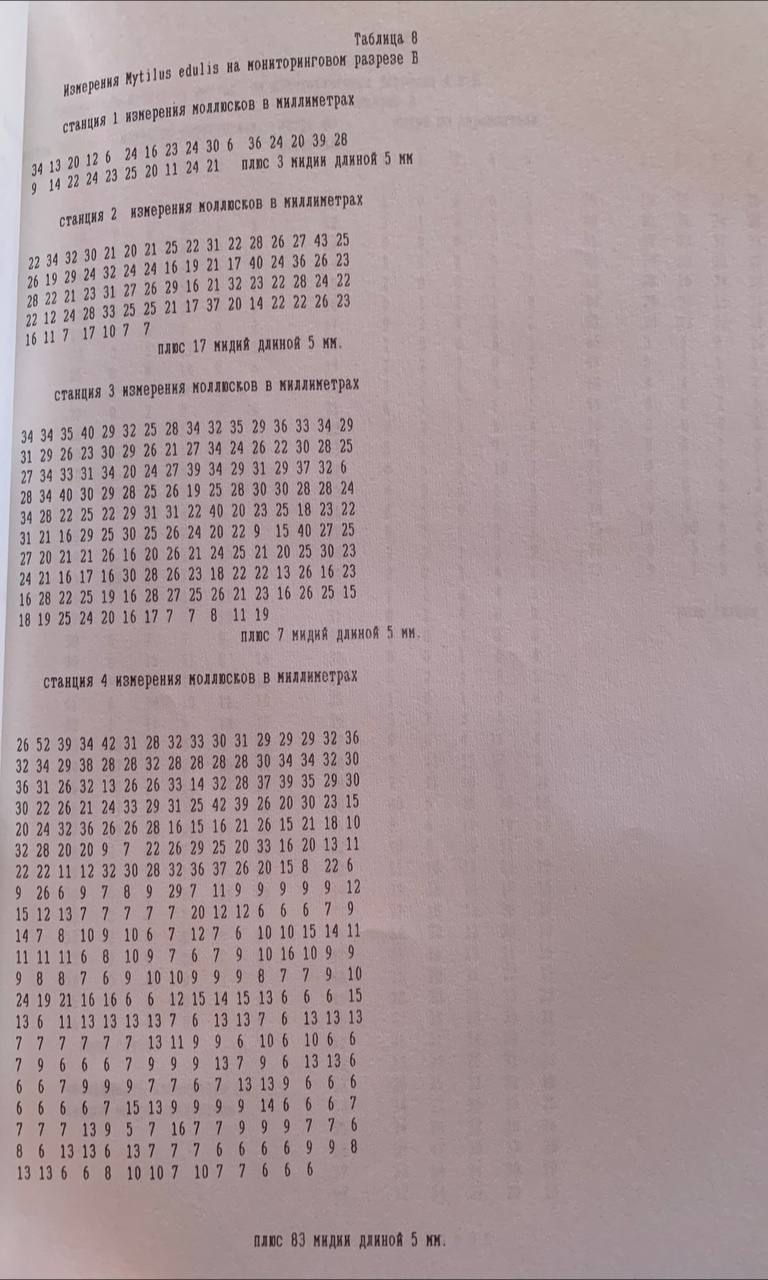 Таблица 8
Измерения Mytilus edulis на мониторинговом разрезе В
станция 1 измерения моллюсков в миллиметрах
34 13 20 12 6 24 16 23 24 30 6 36 24 20 39 28
9 14 22 24 23 25 20 11 24 21 плюс 3 мидии длиной 5 мм
станция 2 измерения моллюсков в миллиметрах
22 34 32 30 21 20 21 25 22 31 22 28 26 27 43 25
26 19 29 24 32 24 24 16 19 21 17 40 24 36 26 23
28 22 21 23 31 27 26 29 16 21 32 23 22 28 24 22
22 12 24 28 33 25 25 21 17 37 20 14 22 22 26 23
16 11 7 17 10 7 7
плюс 17 мидий длиной 5 мм.
станция 3 измерения моллюсков в миллиметрах
34 34 35 40 29 32 25 28 34 32 35 29 36 33 34 29
31 29 26 23 30 29 26 21 27 34 24 26 22 30 28 25
27 34 33 31 34 20 24 27 39 34 29 31 29 37 32 6
28 34 40 30 29 28 25 26 19 25 28 30 30 28 28 24
34 28 22 25 22 29 31 31 22 40 20 23 25 18 23 22
31 21 16 29 25 30 25 26 24 20 22 9 15 40 27 25
27 20 21 21 26 16 20 26 21 24 25 21 20 25 30 23
24 21 16 17 16 30 28 26 23 18 22 22 13 26 16 23
16 28 22 25 19 16 28 27 25 26 21 23 16 26 25 15
18 19 25 24 20 16 17 7 7 8 11 19
плюс 7 мидий длиной 5 мм.
станция 4 измерения моллюсков в миллиметрах
26 52 39 34 42 31 28 32 33 30 31 29 29 29 32 36
32 34 29 38 28 28 32 28 28 28 28 30 34 34 32 30
36 31 26 32 13 26 26 33 14 32 28 37 39 35 29 30
30 22 26 21 24 33 29 31 25 42 39 26 20 30 23 15
20 24 32 36 26 26 28 16 15 16 21 26 15 21 18 10
32 28 20 20 9 7 22 26 29 25 20 33 16 20 13 11
22 22 11 12 32 30 28 32 36 37 26 20 15 8 22 6
9 26 6 9 7 8 9 29 7 11 9 9 9 9 9 12
15 12 13 7 7 7 7 7 20 12 12 6 6 6 7 9
14 7 8 10 9 10 6 7 12 7 6 10 10 15 14 11
11 11 11 6 8 10 9 7 6 7 9 10 16 10 9 9
9 8 8 7 6 9 10 10 9 9 9 8 7 7 9 10
24 19 21 16 16 6 6 12 15 14 15 13 6 6 6 15
13 6 11 13 13 13 13 7 6 13 13 7 6 13 13 13
7 7 7 7 7 7 13 11 9 9 6 10 6 10 6 6
7 9 6 6 6 7 9 9 9 13 7 9 6 13 13 6
6 6 7 9 9 9 7 7 6 7 13 13 9 6 6 6
6 6 6 6 7 15 13 9 9 9 9 14 6 6 6 7
7 7 7 13 9 5 7 16 7 7 9 9 9 7 7 6
8 6 13 13 6 13 7 7 7 6 6 6 6 9 9 8
13 13 6 6 8 10 10 7 10 7 7 6 6 6
плюс 83 мидии длиной 5 мм.